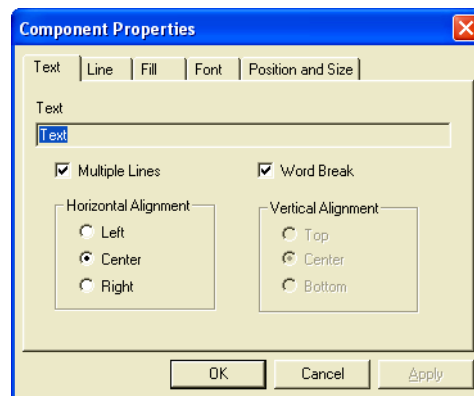 Component Properties
Text Line Fill Font Position and Size
Text
Text
Multiple Lines Word Break
Horizontal Alignment Vertical Alignment
Left Top
Center Center
Right Bottom
OK Cancel Apply